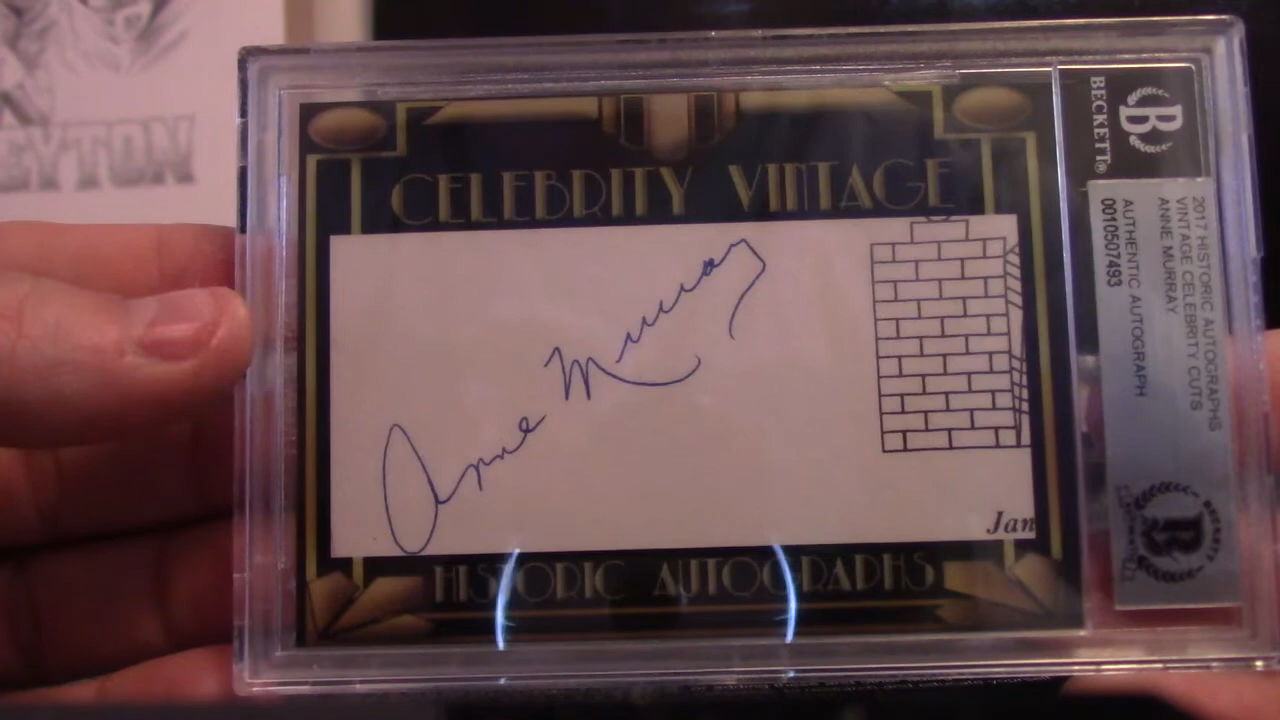 EYTON
CELEBRITY VINTAGE
Anne Murray
Jan
HISTORIC AUTOGRAPHS
B
BECKETT®
2017 HISTORIC AUTOGRAPHS
VINTAGE CELEBRITY CUTS
ANNE MURRAY
AUTHENTIC AUTOGRAPH
0010507493
B
BECKETT